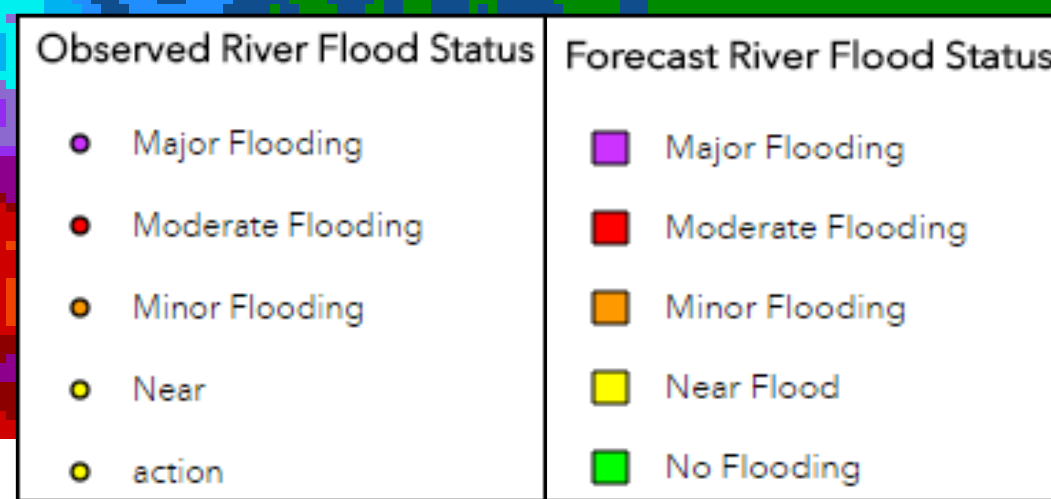 Observed River Flood Status
Major Flooding
Moderate Flooding
Minor Flooding
Near
action
Forecast River Flood Status
Major Flooding
Moderate Flooding
Minor Flooding
Near Flood
No Flooding